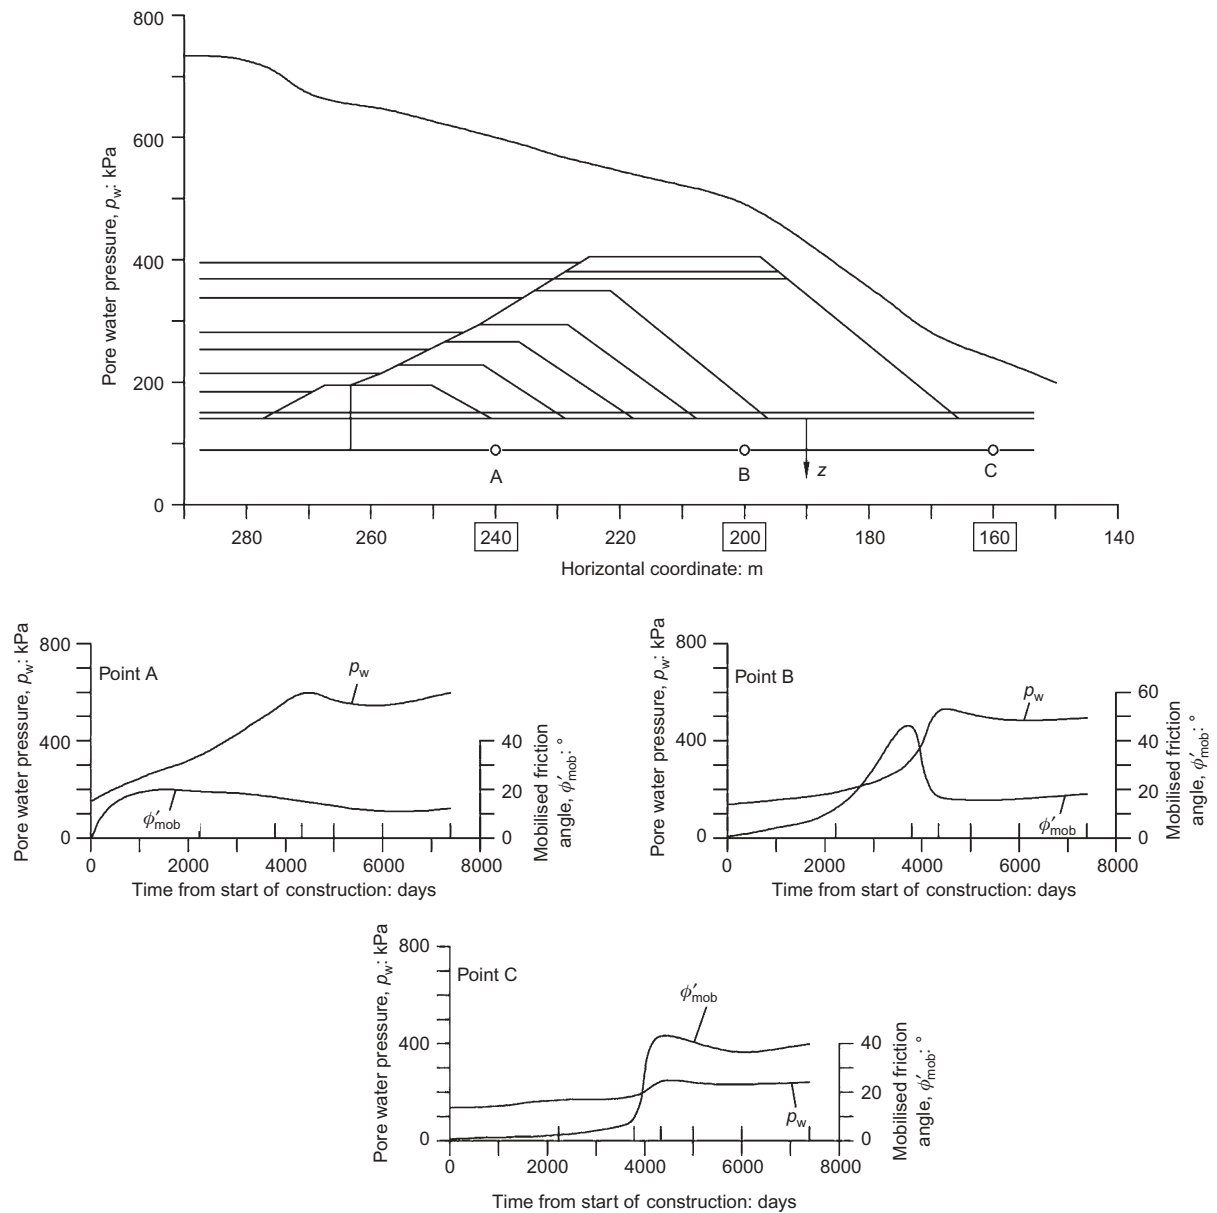 800
600
400
200
0
Pore water pressure, pw: kPa
A
B
C
z
280
260
240
220
200
180
160
140
Horizontal coordinate: m
Point A
800
400
0
Pore water pressure, pw: kPa
pw
ϕ′mob
40
20
0
Mobilised friction
angle, ϕ′mob: °
0
2000
4000
6000
8000
Time from start of construction: days
Point B
800
400
0
Pore water pressure, pw: kPa
pw
ϕ′mob
60
40
20
0
Mobilised friction
angle, ϕ′mob: °
0
2000
4000
6000
8000
Time from start of construction: days
Point C
800
400
0
Pore water pressure, pw: kPa
ϕ′mob
pw
40
20
0
Mobilised friction
angle, ϕ′mob: °
0
2000
4000
6000
8000
Time from start of construction: days